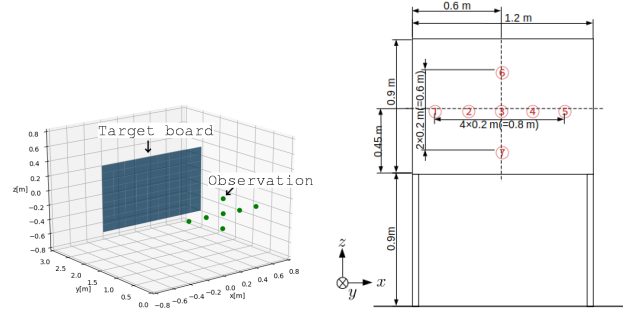 Target board
Observation
z[m]
0.8
0.6
0.4
0.2
0.0
−0.2
−0.4
−0.6
−0.8
3.0
2.5
2.0
1.5
1.0
0.5
0.0
y[m]
−0.8
−0.6
−0.4
−0.2
0.0
0.2
0.4
0.6
0.8
x[m]
0.6 m
1.2 m
0.9 m
0.45 m
0.9m
2×0.2 m(=0.6 m)
6
1
2
3
4
5
4×0.2 m(=0.8 m)
7
z
x
y